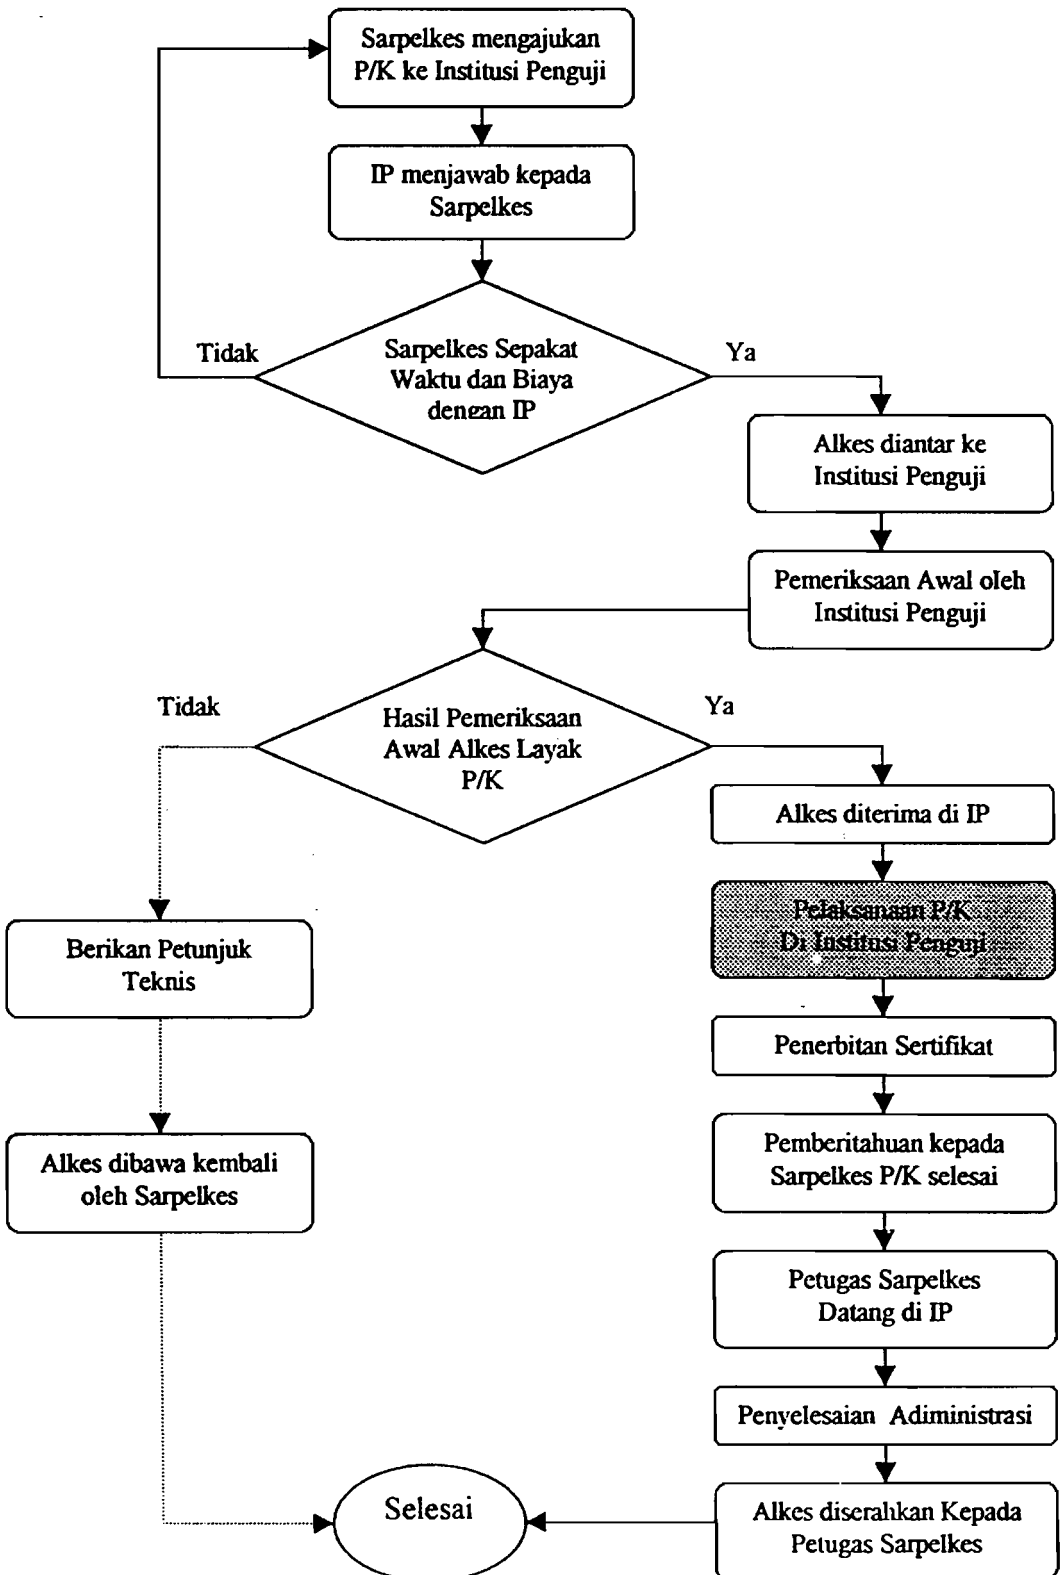 Sarpelkes mengajukan
P/K ke Institusi Penguji
IP menjawab kepada
Sarpelkes
Tidak
Sarpelkes Sepakat
Waktu dan Biaya
dengan IP
Ya
Alkes diantar ke
Institusi Penguji
Pemeriksaan Awal oleh
Institusi Penguji
Tidak
Hasil Pemeriksaan
Awal Alkes Layak
P/K
Ya
Alkes diterima di IP
Pelaksanaan P/K
Di Institusi Penguji
Berikan Petunjuk
Teknis
Penerbitan Sertifikat
Alkes dibawa kembali
oleh Sarpelkes
Pemberitahuan kepada
Sarpelkes P/K selesai
Petugas Sarpelkes
Datang di IP
Penyelesaian Adiministrasi
Alkes diserahkan Kepada
Petugas Sarpelkes
Selesai